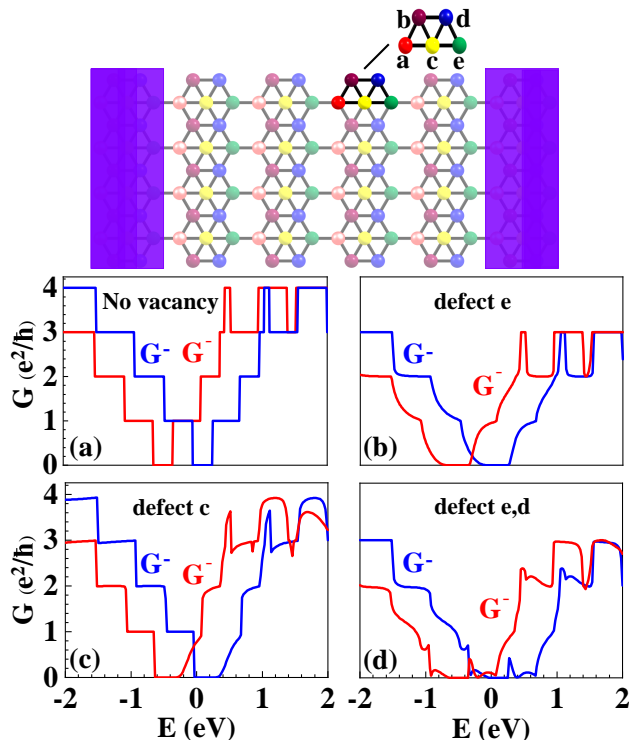 b d
a c e
4
3
2
1
0
G (e²/h)
No vacancy
G- G-
(a)
defect e
G-
G-
(b)
4
3
2
1
0
G (e²/h)
defect c
G-
G-
(c)
defect e,d
G-
G-
(d)
-2 -1 0 1 2
E (eV)
-1 0 1 2
E (eV)